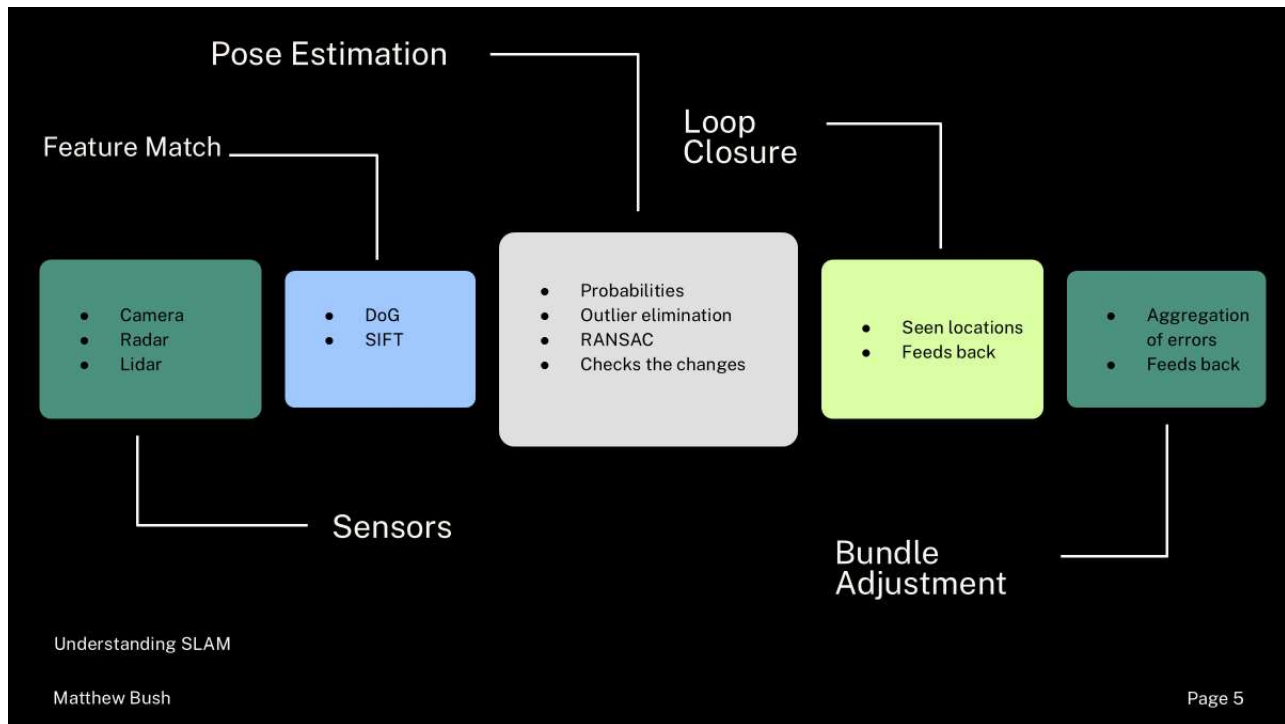 Pose Estimation
Loop
Closure
Feature Match
● Camera
● Radar
● Lidar
● DoG
● SIFT
● Probabilities
● Outlier elimination
● RANSAC
● Checks the changes
● Seen locations
● Feeds back
● Aggregation
of errors
● Feeds back
Sensors
Bundle
Adjustment
Understanding SLAM
Matthew Bush
Page 5